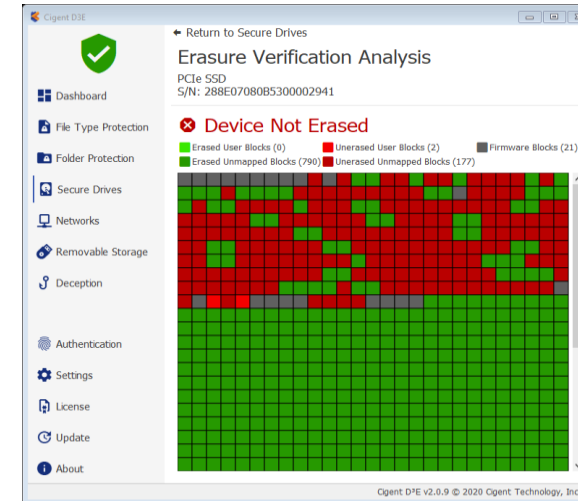 Cigent D3E
Return to Secure Drives
Erasure Verification Analysis
PCIe SSD
S/N: 288E07080B5300002941
Dashboard
File Type Protection
Folder Protection
Secure Drives
Networks
Removable Storage
Deception
Authentication
Settings
License
Update
About
Device Not Erased
Erased User Blocks (0) Unerased User Blocks (2) Firmware Blocks (21)
Erased Unmapped Blocks (790) Unerased Unmapped Blocks (177)
Cigent D³E v2.0.9 © 2020 Cigent Technology, Inc